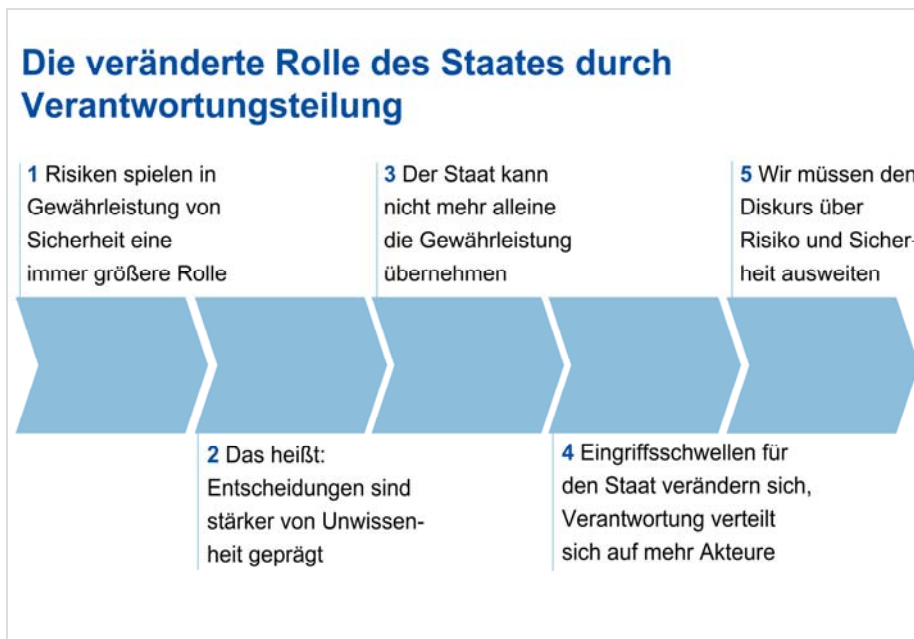 Die veränderte Rolle des Staates durch
Verantwortungsteilung
1 Risiken spielen in
Gewährleistung von
Sicherheit eine
immer größere Rolle
2 Das heißt:
Entscheidungen sind
stärker von Unwissen-
heit geprägt
3 Der Staat kann
nicht mehr alleine
die Gewährleistung
übernehmen
4 Eingriffsschwellen für
den Staat verändern sich,
Verantwortung verteilt
sich auf mehr Akteure
5 Wir müssen den
Diskurs über
Risiko und Sicher-
heit ausweiten